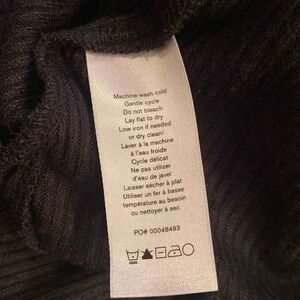 Machine wash cold
Gentle cycle
Do not bleach
Lay flat to dry
Low iron if needed
or dry clean/
Laver à la machine
à l'eau froide
Cycle délicat
Ne pas utiliser
d'eau de javel
Laisser sécher à plat
Utiliser un fer à basse
température au besoin
ou nettoyer à sec
PO# 00048493